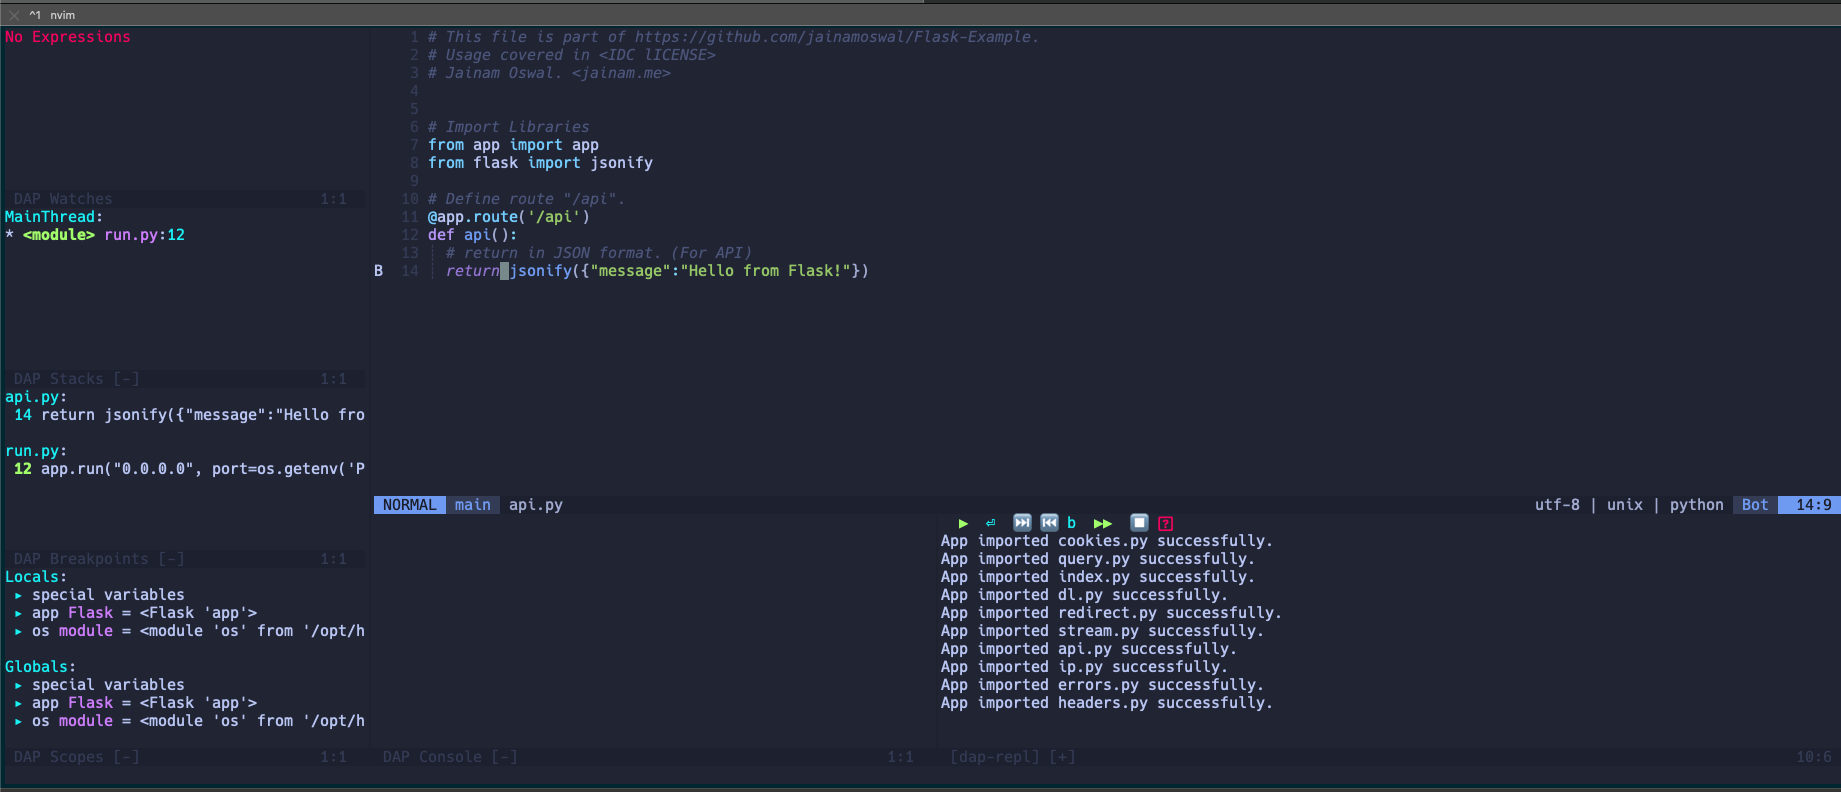 ^1 nvim
No Expressions
DAP Watches 1:1
MainThread:
* <module> run.py:12
DAP Stacks [-] 1:1
api.py:
14 return jsonify({"message":"Hello fro
run.py:
12 app.run("0.0.0.0", port=os.getenv('P
DAP Breakpoints [-] 1:1
Locals:
▸ special variables
▸ app Flask = <Flask 'app'>
▸ os module = <module 'os' from '/opt/h
Globals:
▸ special variables
▸ app Flask = <Flask 'app'>
▸ os module = <module 'os' from '/opt/h
DAP Scopes [-] 1:1
1 # This file is part of https://github.com/jainamoswal/Flask-Example.
2 # Usage covered in <IDC lICENSE>
3 # Jainam Oswal. <jainam.me>
4
5
6 # Import Libraries
7 from app import app
8 from flask import jsonify
9
10 # Define route "/api".
11 @app.route('/api')
12 def api():
13 # return in JSON format. (For API)
B 14 return jsonify({"message":"Hello from Flask!"})
NORMAL main api.py utf-8 | unix | python Bot 14:9
DAP Console [-] 1:1
b
App imported cookies.py successfully.
App imported query.py successfully.
App imported index.py successfully.
App imported dl.py successfully.
App imported redirect.py successfully.
App imported stream.py successfully.
App imported api.py successfully.
App imported ip.py successfully.
App imported errors.py successfully.
App imported headers.py successfully.
[dap-repl] [+] 10:6